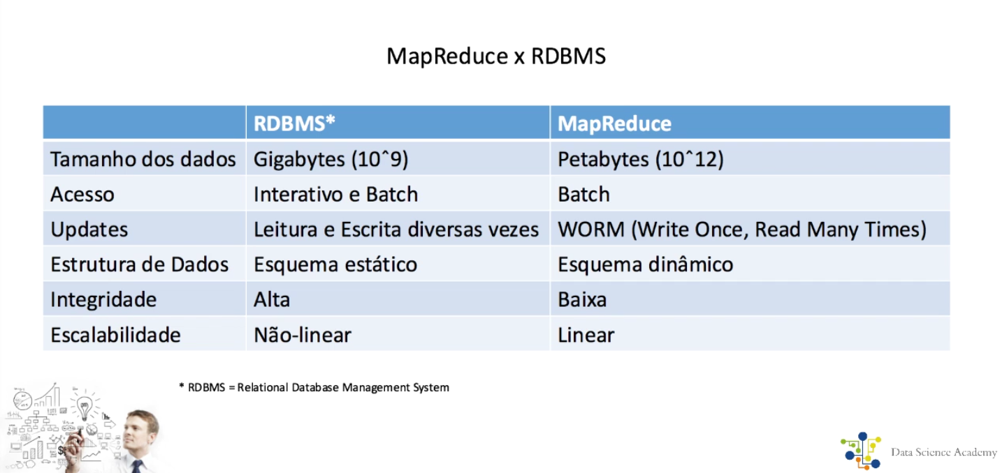 MapReduce x RDBMS
RDBMS* MapReduce
Tamanho dos dados Gigabytes (10ˆ9) Petabytes (10ˆ12)
Acesso Interativo e Batch Batch
Updates Leitura e Escrita diversas vezes WORM (Write Once, Read Many Times)
Estrutura de Dados Esquema estático Esquema dinâmico
Integridade Alta Baixa
Escalabilidade Não-linear Linear
* RDBMS = Relational Database Management System
$
Data Science Academy